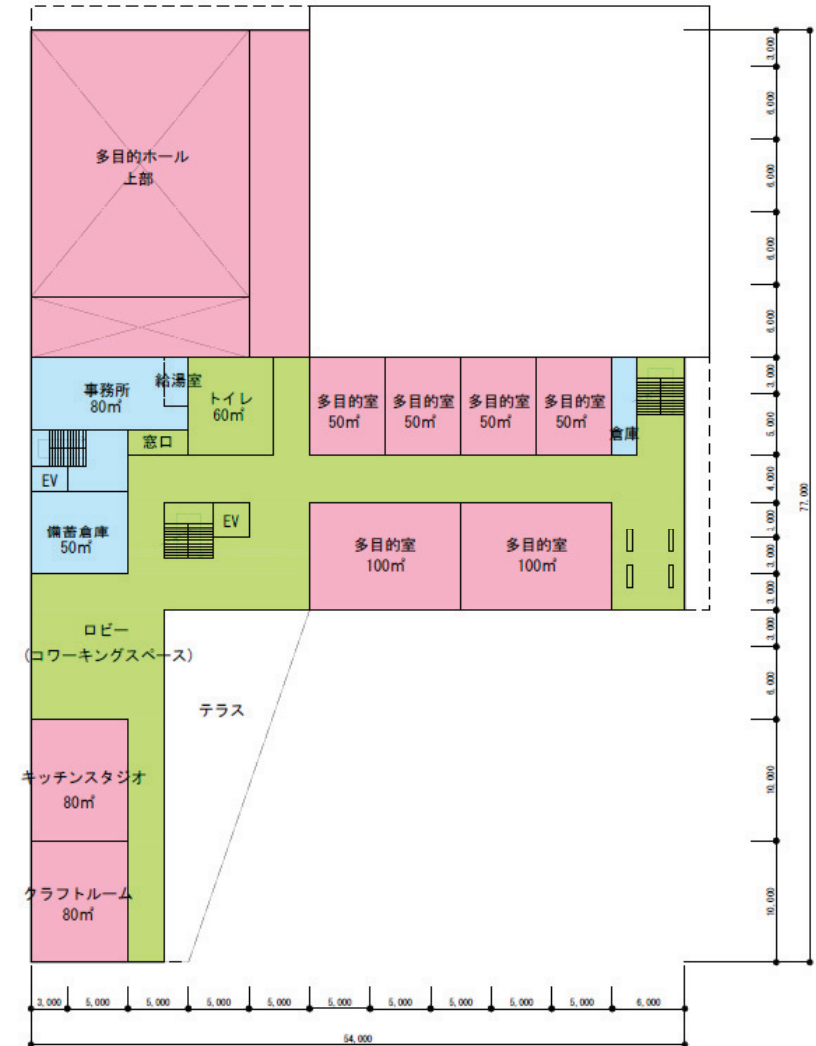 多目的ホール
上部
事務所
80㎡
給湯室
トイレ
60㎡
窓口
多目的室
50㎡
多目的室
50㎡
多目的室
50㎡
多目的室
50㎡
倉庫
EV
備蓄倉庫
50㎡
EV
多目的室
100㎡
多目的室
100㎡
ロビー
(コワーキングスペース)
テラス
キッチンスタジオ
80㎡
クラフトルーム
80㎡
3,000
6,000
6,000
6,000
6,000
3,000
5,000
4,000
1,000
3,000
3,000
3,000
6,000
10,000
10,000
77,000
3,000
5,000
5,000
5,000
5,000
5,000
5,000
5,000
5,000
6,000
54,000